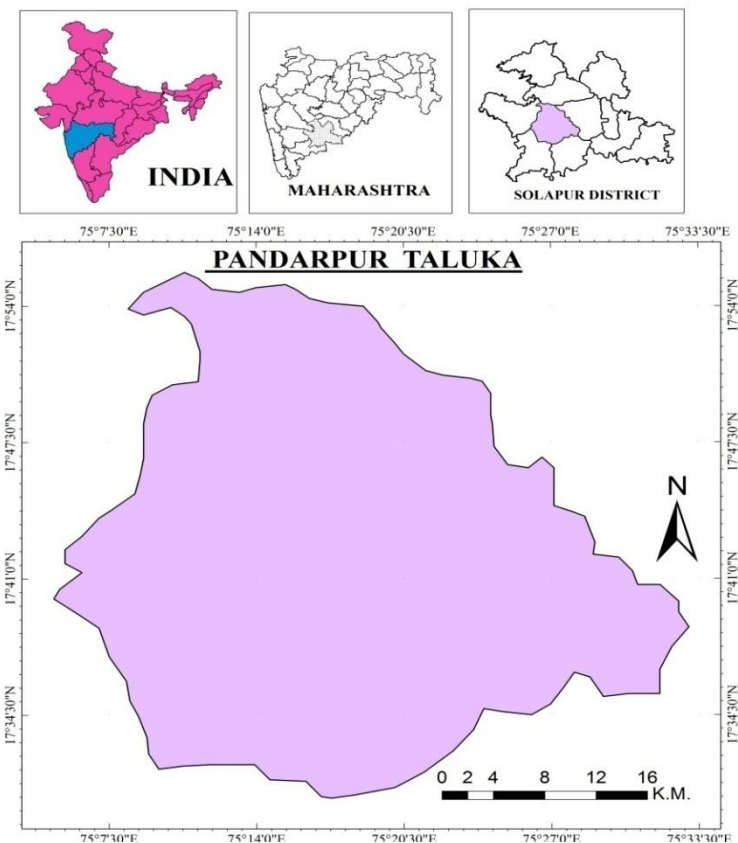 INDIA
MAHARASHTRA
SOLAPUR DISTRICT
75°7'30"E 75°14'0"E 75°20'30"E 75°27'0"E 75°33'30"E
PANDARPUR TALUKA
17°54'0"N 17°54'0"N
17°47'30"N 17°47'30"N
N
17°41'0"N 17°41'0"N
17°34'30"N 17°34'30"N
0 2 4 8 12 16
K.M.
75°7'30"E 75°14'0"E 75°20'30"E 75°27'0"E 75°33'30"E